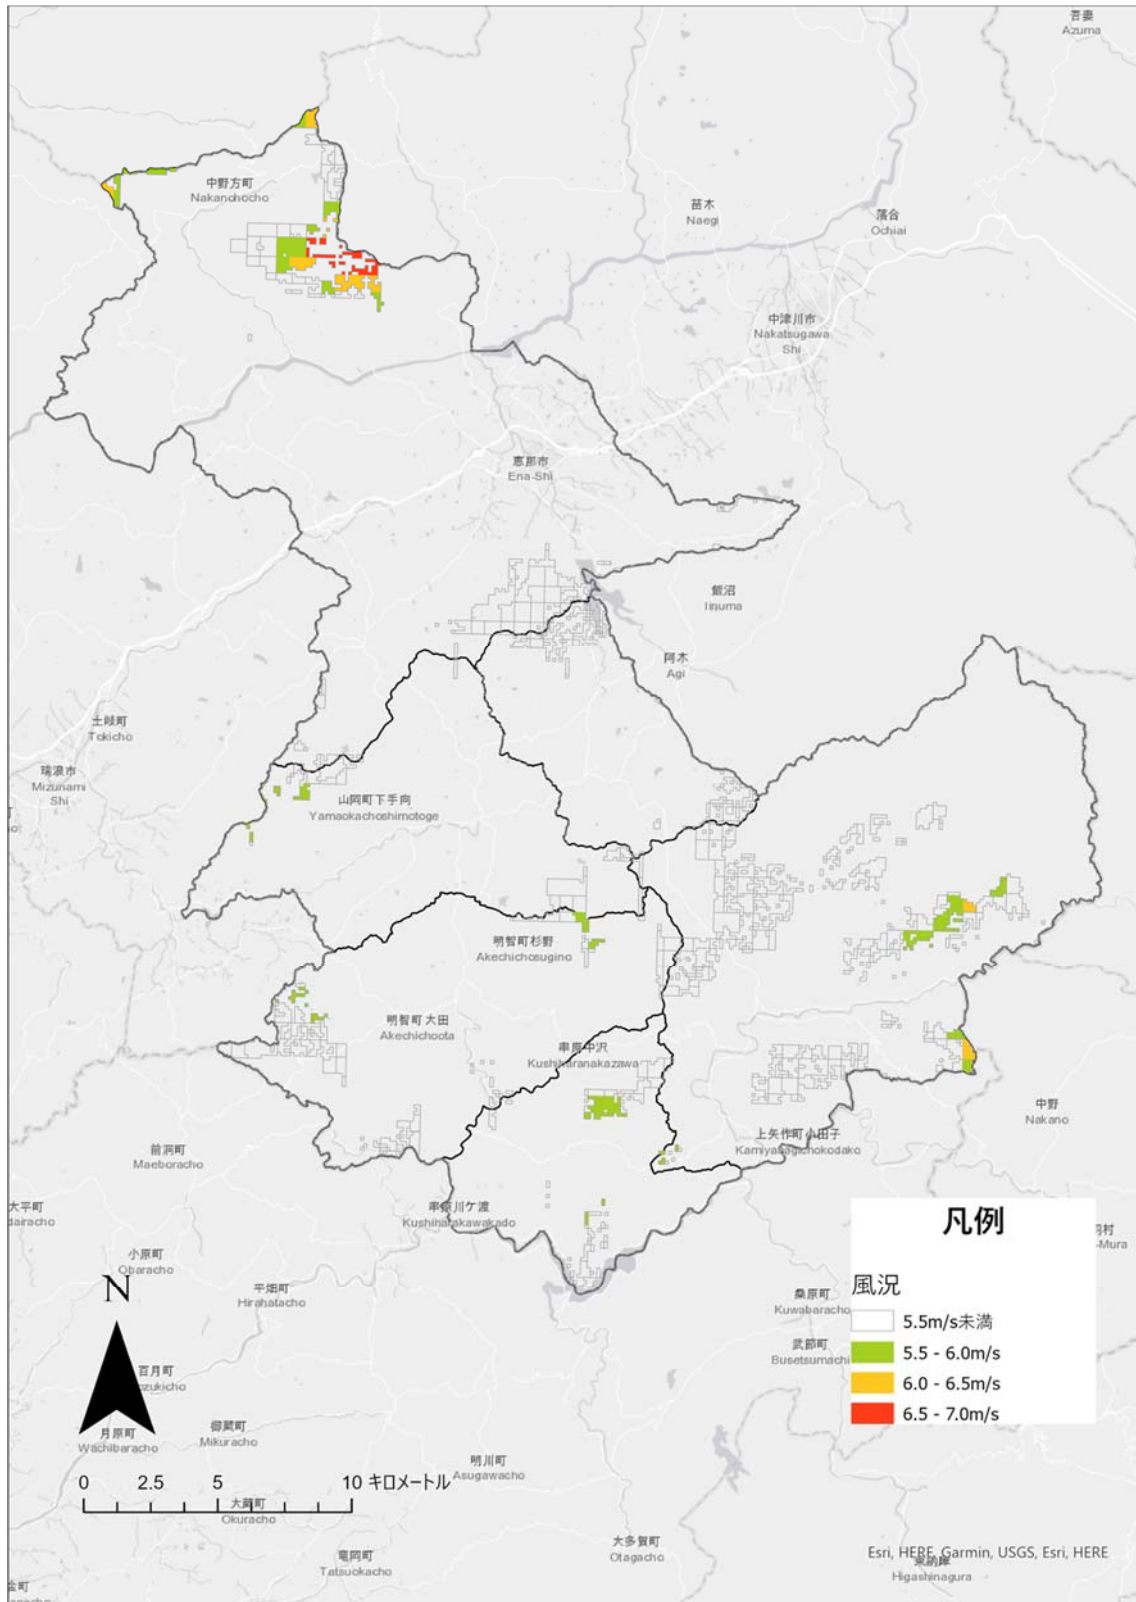 吾妻
Azuma
中野方町
Nakanohocho
苗木
Naegi
落合
Ochiai
中津川市
Nakatsugawa
Shi
恵那市
Ena-Shi
飯沼
Iinuma
阿木
Agi
土岐町
Tokicho
瑞浪市
Mizunami
Shi
山岡町下手向
Yamaokachoshimotoge
明智町杉野
Akechichosugino
明智町大田
Akechichoota
串原中沢
Kushiharanakazawa
中野
Nakano
上矢作町小田子
Kamiyahagichokodako
前洞町
Maeboracho
大平町
dairacho
串原川ケ渡
Kushiharakawakado
小原町
Obaracho
平畑町
Hirahatacho
羽村
-Mura
桑原町
Kuwabaracho
武節町
Busetsumachi
凡例
風況
5.5m/s未満
5.5 - 6.0m/s
6.0 - 6.5m/s
6.5 - 7.0m/s
N
百月町
ozukicho
月原町
Wachibaracho
御蔵町
Mikuracho
明川町
Asugawacho
0 2.5 5 10 キロメートル
大蔵町
Okuracho
大多賀町
Otagacho
竜岡町
Tatsuokacho
金町
Esri, HERE, Garmin, USGS, Esri, HERE
東納庫
Higashinagura